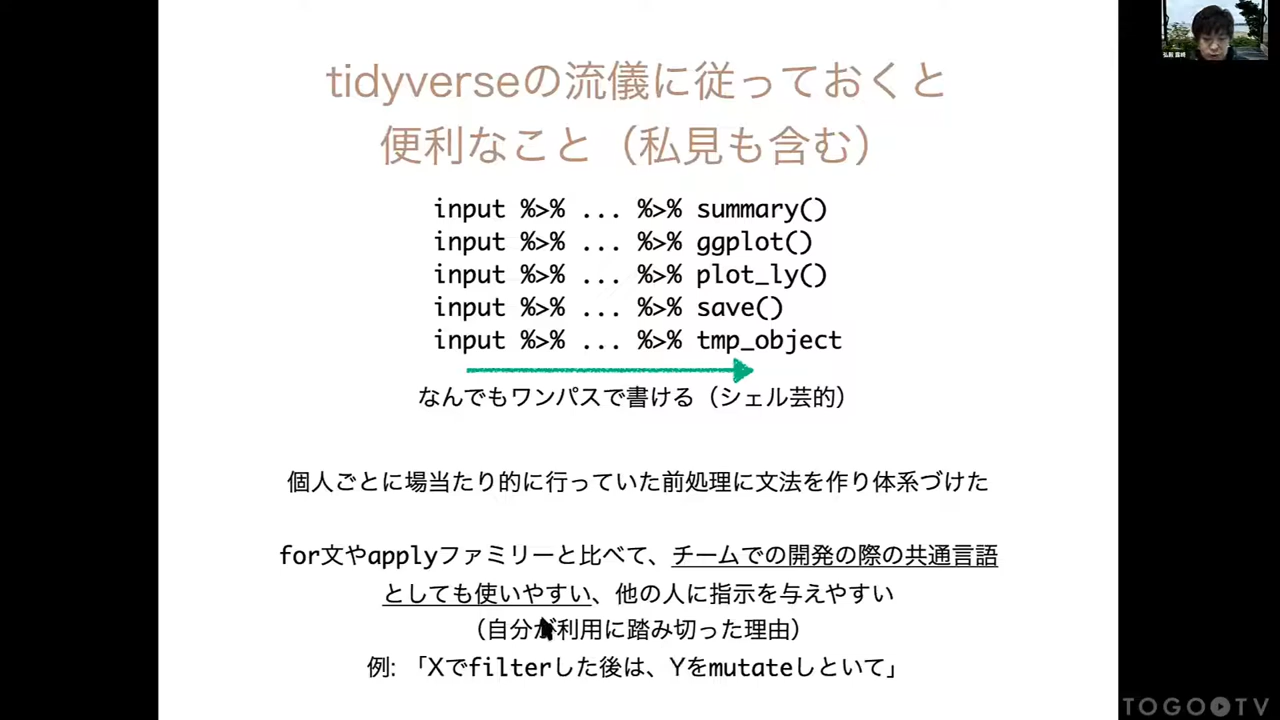 tidyverseの流儀に従っておくと
便利なこと（私見も含む）
input %>% ... %>% summary()
input %>% ... %>% ggplot()
input %>% ... %>% plot_ly()
input %>% ... %>% save()
input %>% ... %>% tmp_object
なんでもワンパスで書ける（シェル芸的）
個人ごとに場当たり的に行っていた前処理に文法を作り体系づけた
for文やapplyファミリーと比べて、チームでの開発の際の共通言語
としても使いやすい、他の人に指示を与えやすい
（自分が利用に踏み切った理由）
例: 「Xでfilterした後は、Yをmutateしといて」
TOGOTV